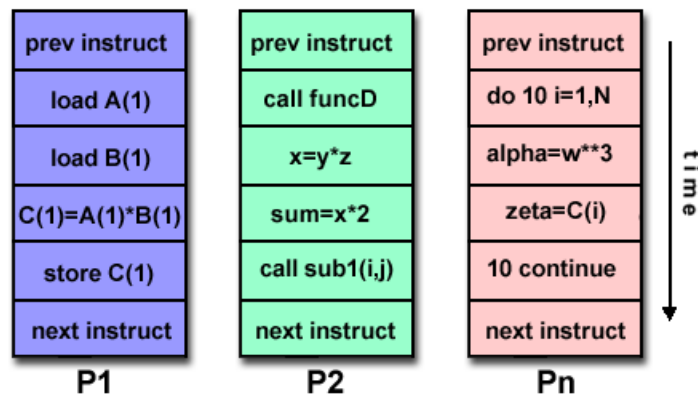 prev instruct
load A(1)
load B(1)
C(1)=A(1)*B(1)
store C(1)
next instruct
P1
prev instruct
call funcD
x=y*z
sum=x*2
call sub1(i,j)
next instruct
P2
prev instruct
do 10 i=1,N
alpha=w**3
zeta=C(i)
10 continue
next instruct
Pn
time